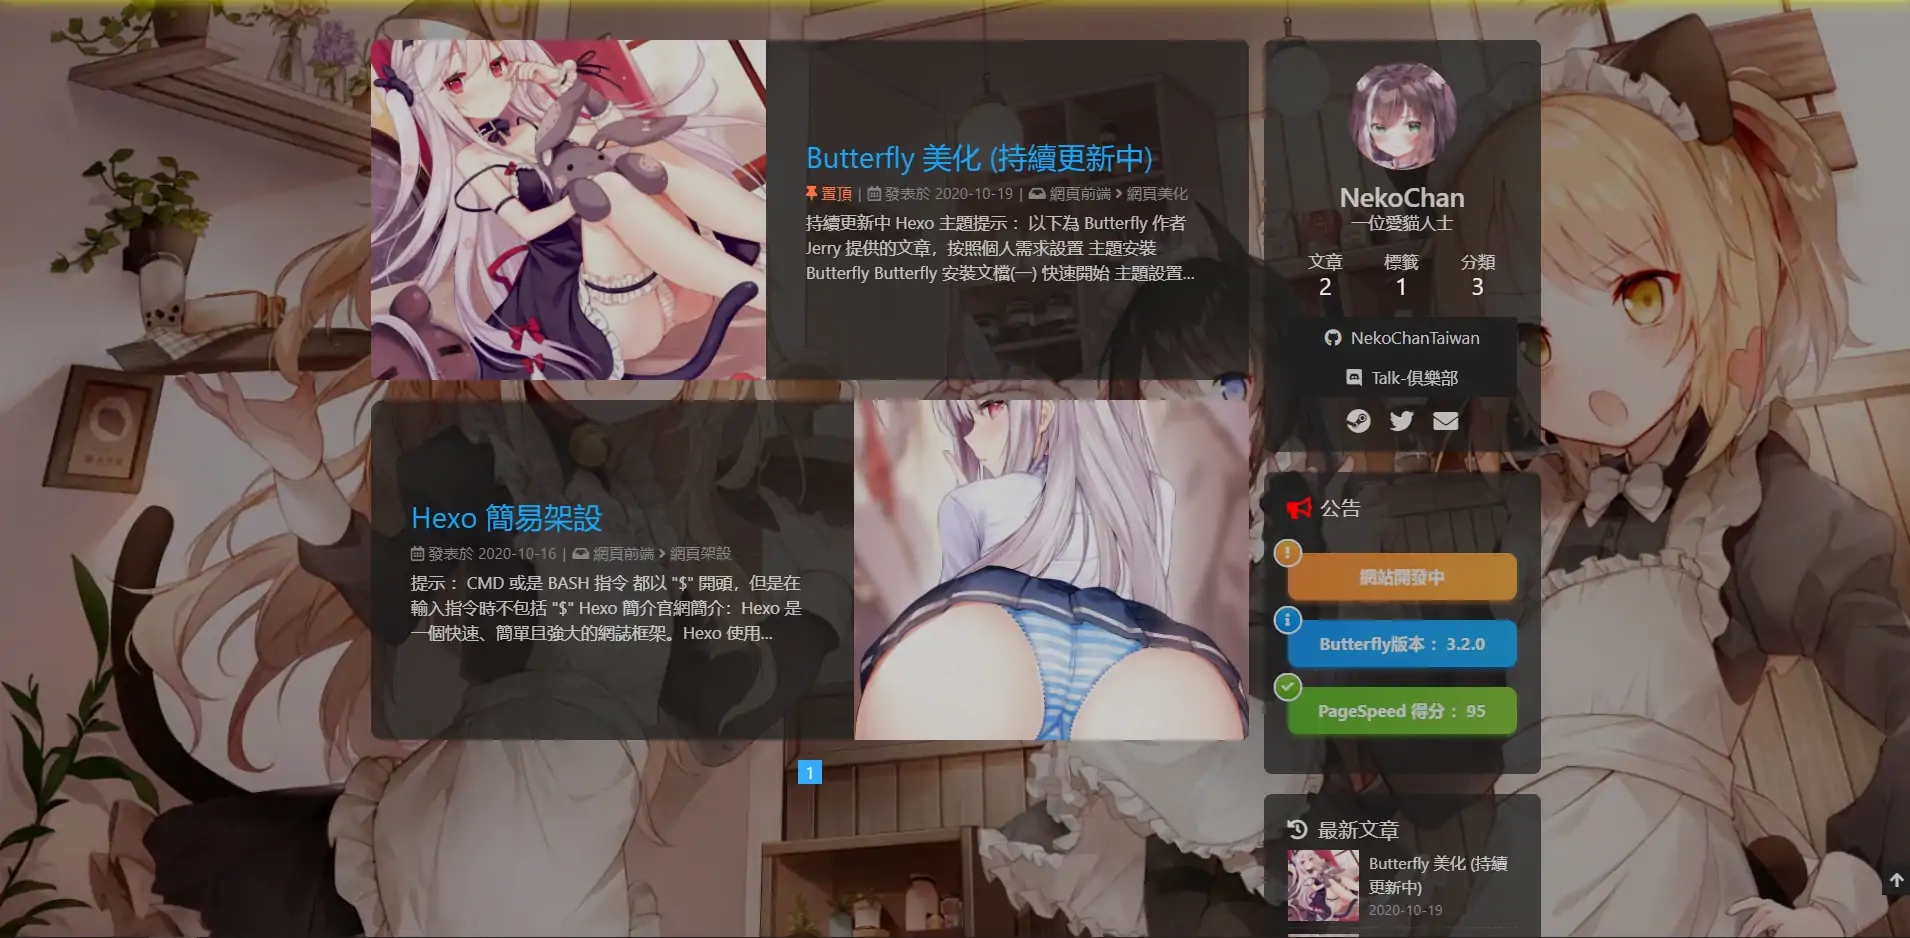 Butterfly 美化 (持續更新中)
置頂 | 發表於 2020-10-19 | 網頁前端 > 網頁美化
持續更新中 Hexo 主題提示： 以下為 Butterfly 作者
Jerry 提供的文章，按照個人需求設置 主題安裝
Butterfly Butterfly 安裝文檔(一) 快速開始 主題設置...
Hexo 簡易架設
發表於 2020-10-16 | 網頁前端 > 網頁架設
提示： CMD 或是 BASH 指令 都以 "$" 開頭，但是在
輸入指令時不包括 "$" Hexo 簡介官網簡介：Hexo 是
一個快速、簡單且強大的網誌框架。Hexo 使用...
1
NekoChan
一位愛貓人士
文章 標籤 分類
2 1 3
NekoChanTaiwan
Talk-俱樂部
公告
網站開發中
Butterfly版本： 3.2.0
PageSpeed 得分： 95
最新文章
Butterfly 美化 (持續
更新中)
2020-10-19